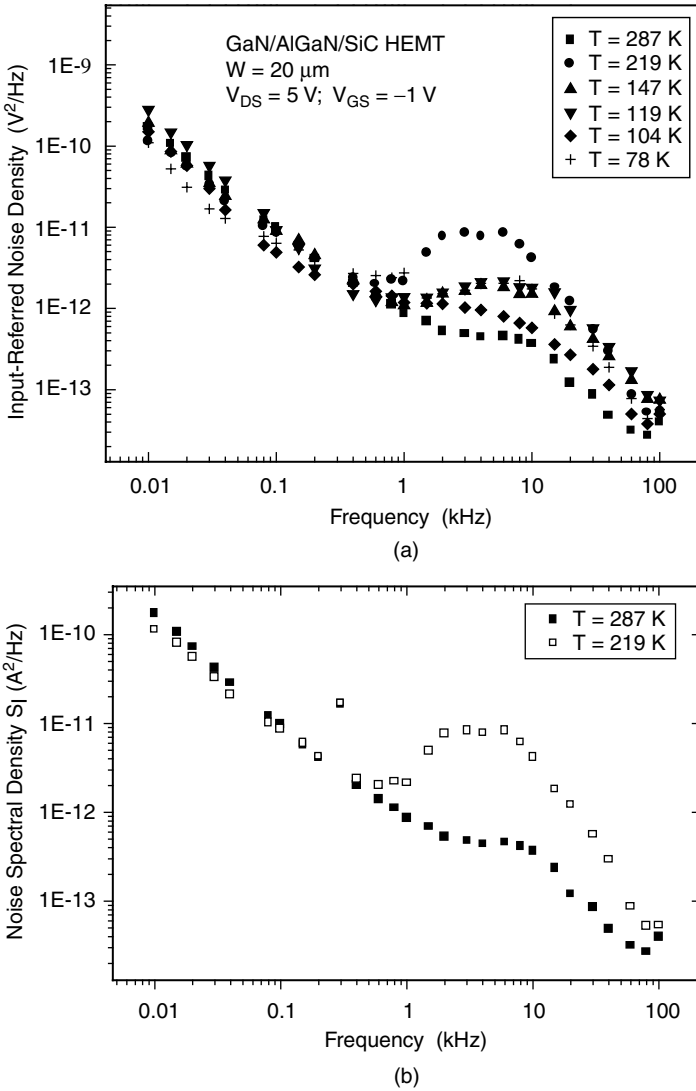 GaN/AlGaN/SiC HEMT
W = 20 μm
V_DS = 5 V; V_GS = −1 V
T = 287 K
T = 219 K
T = 147 K
T = 119 K
T = 104 K
T = 78 K
Input-Referred Noise Density (V²/Hz)
1E-9
1E-10
1E-11
1E-12
1E-13
0.01
0.1
1
10
100
Frequency (kHz)
(a)
T = 287 K
T = 219 K
Noise Spectral Density S_I (A²/Hz)
1E-10
1E-11
1E-12
1E-13
0.01
0.1
1
10
100
Frequency (kHz)
(b)